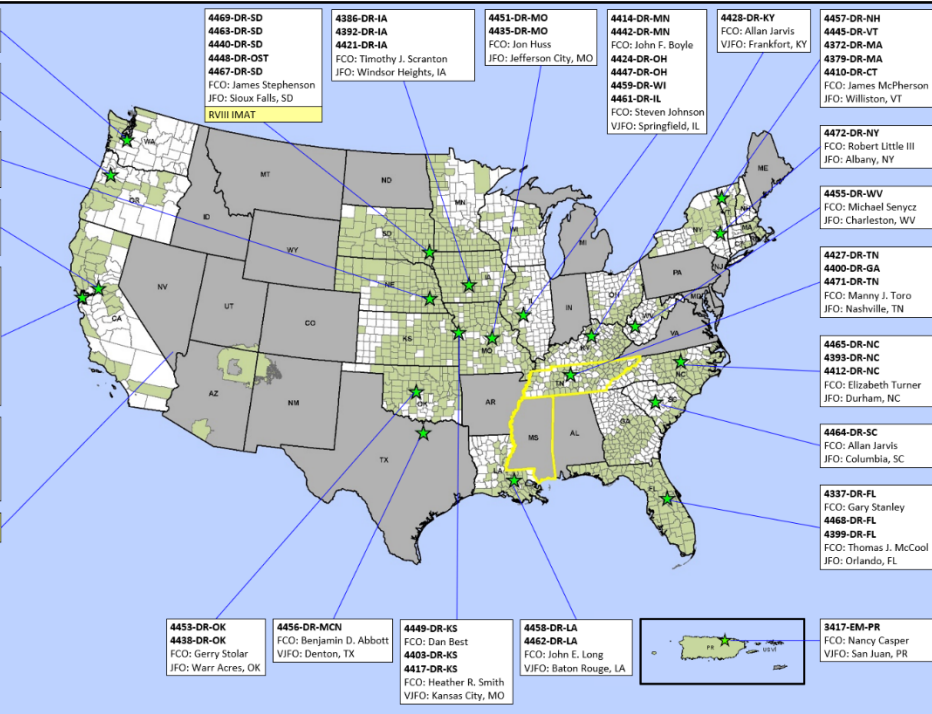 4469-DR-SD
4463-DR-SD
4440-DR-SD
4448-DR-OST
4467-DR-SD
FCO: James Stephenson
JFO: Sioux Falls, SD
RVIII IMAT
4386-DR-IA
4392-DR-IA
4421-DR-IA
FCO: Timothy J. Scranton
JFO: Windsor Heights, IA
4451-DR-MO
4435-DR-MO
FCO: Jon Huss
JFO: Jefferson City, MO
4414-DR-MN
4442-DR-MN
FCO: John F. Boyle
4424-DR-OH
4447-DR-OH
4459-DR-WI
4461-DR-IL
FCO: Steven Johnson
VJFO: Springfield, IL
4428-DR-KY
FCO: Allan Jarvis
VJFO: Frankfort, KY
4457-DR-NH
4445-DR-VT
4372-DR-MA
4379-DR-MA
4410-DR-CT
FCO: James McPherson
JFO: Williston, VT
4472-DR-NY
FCO: Robert Little III
JFO: Albany, NY
4455-DR-WV
FCO: Michael Senycz
JFO: Charleston, WV
4427-DR-TN
4400-DR-GA
4471-DR-TN
FCO: Manny J. Toro
JFO: Nashville, TN
4465-DR-NC
4393-DR-NC
4412-DR-NC
FCO: Elizabeth Turner
JFO: Durham, NC
4464-DR-SC
FCO: Allan Jarvis
JFO: Columbia, SC
4337-DR-FL
FCO: Gary Stanley
4468-DR-FL
4399-DR-FL
FCO: Thomas J. McCool
JFO: Orlando, FL
3417-EM-PR
FCO: Nancy Casper
VJFO: San Juan, PR
WA
MT
ND
MN
ME
OR
ID
SD
WI
MI
NY
NH
MA
WY
IA
PA
NJ
NV
NE
IL
IN
OH
MD
UT
CO
WV
VA
CA
KS
MO
KY
AZ
NM
OK
AR
TN
NC
SC
TX
MS
AL
GA
LA
FL
PR
USVI
4453-DR-OK
4438-DR-OK
FCO: Gerry Stolar
JFO: Warr Acres, OK
4456-DR-MCN
FCO: Benjamin D. Abbott
VJFO: Denton, TX
4449-DR-KS
FCO: Dan Best
4403-DR-KS
4417-DR-KS
FCO: Heather R. Smith
VJFO: Kansas City, MO
4458-DR-LA
4462-DR-LA
FCO: John E. Long
VJFO: Baton Rouge, LA